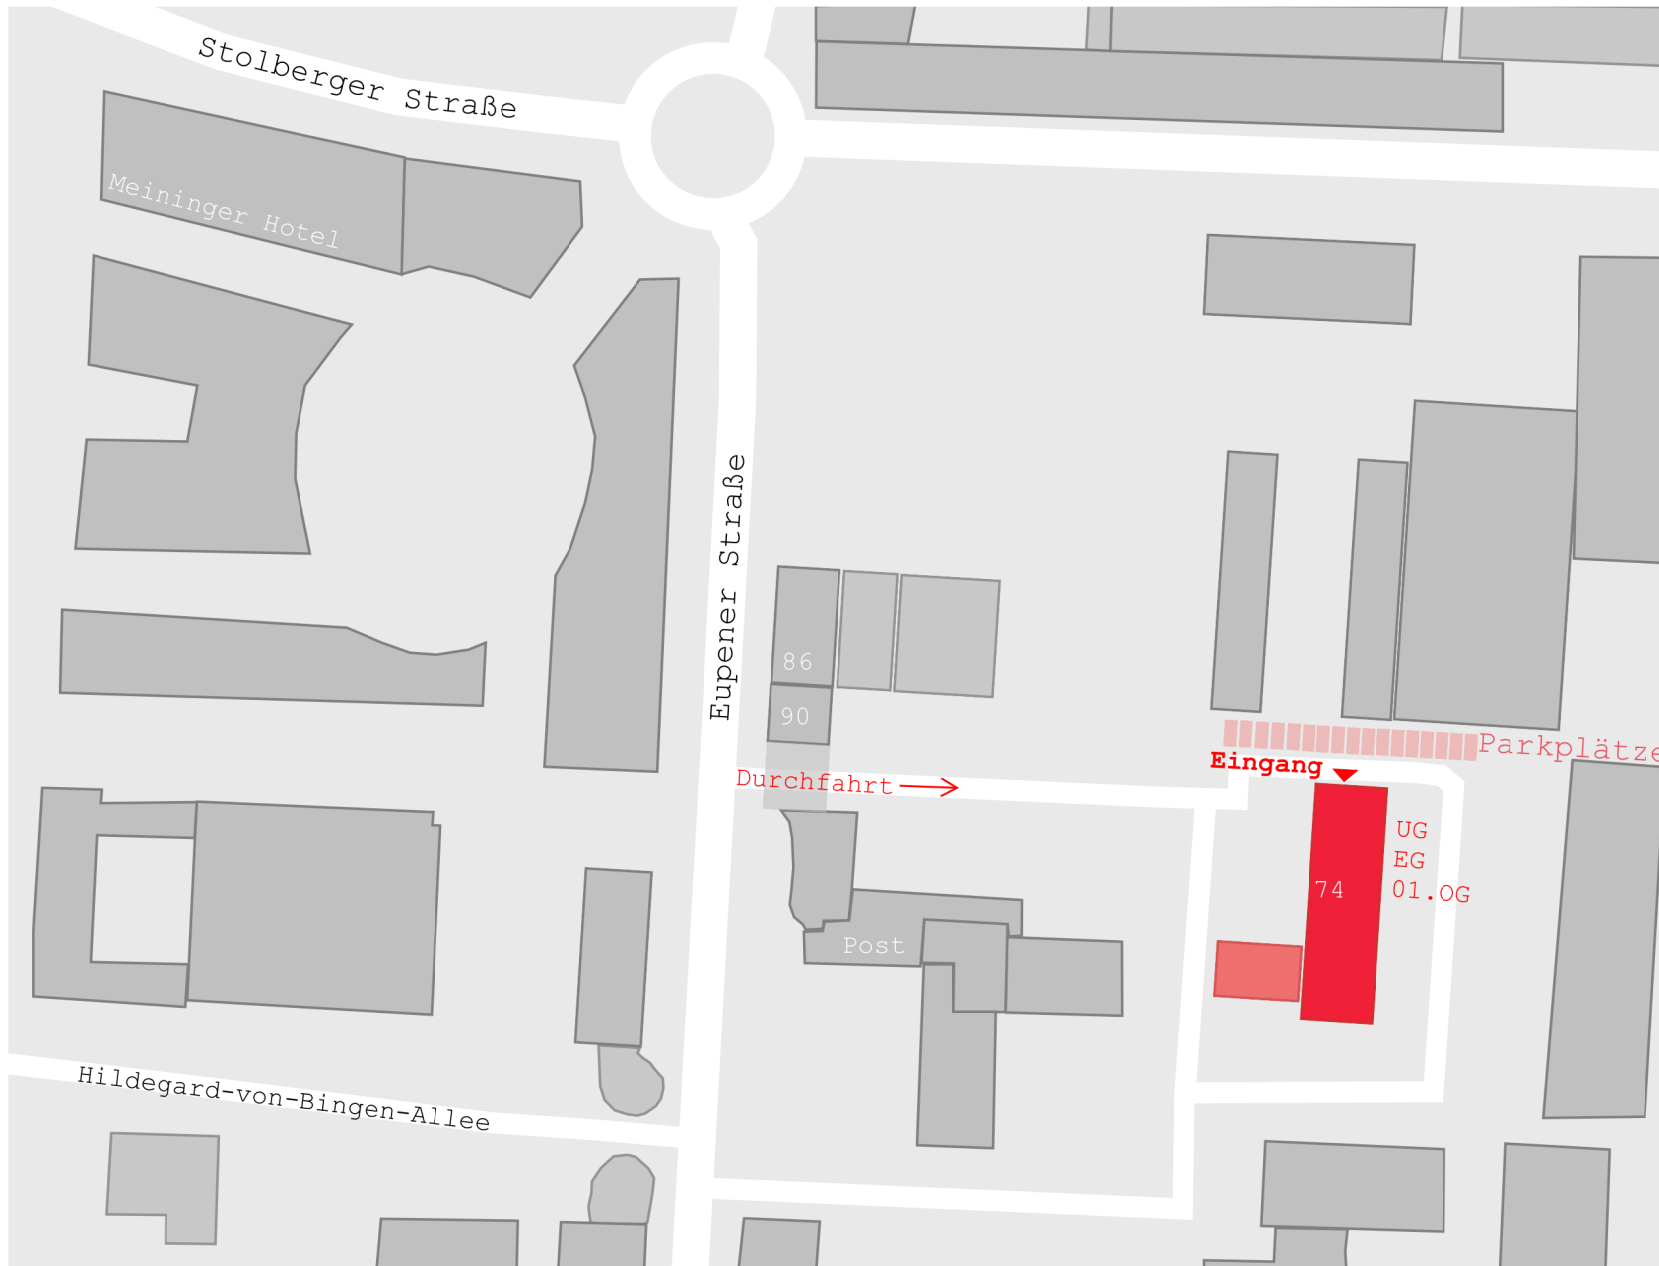 Stolberger Straße
Meininger Hotel
Eupener Straße
86
90
Parkplätze
Eingang
Durchfahrt
UG
EG
74
01.OG
Post
Hildegard-von-Bingen-Allee